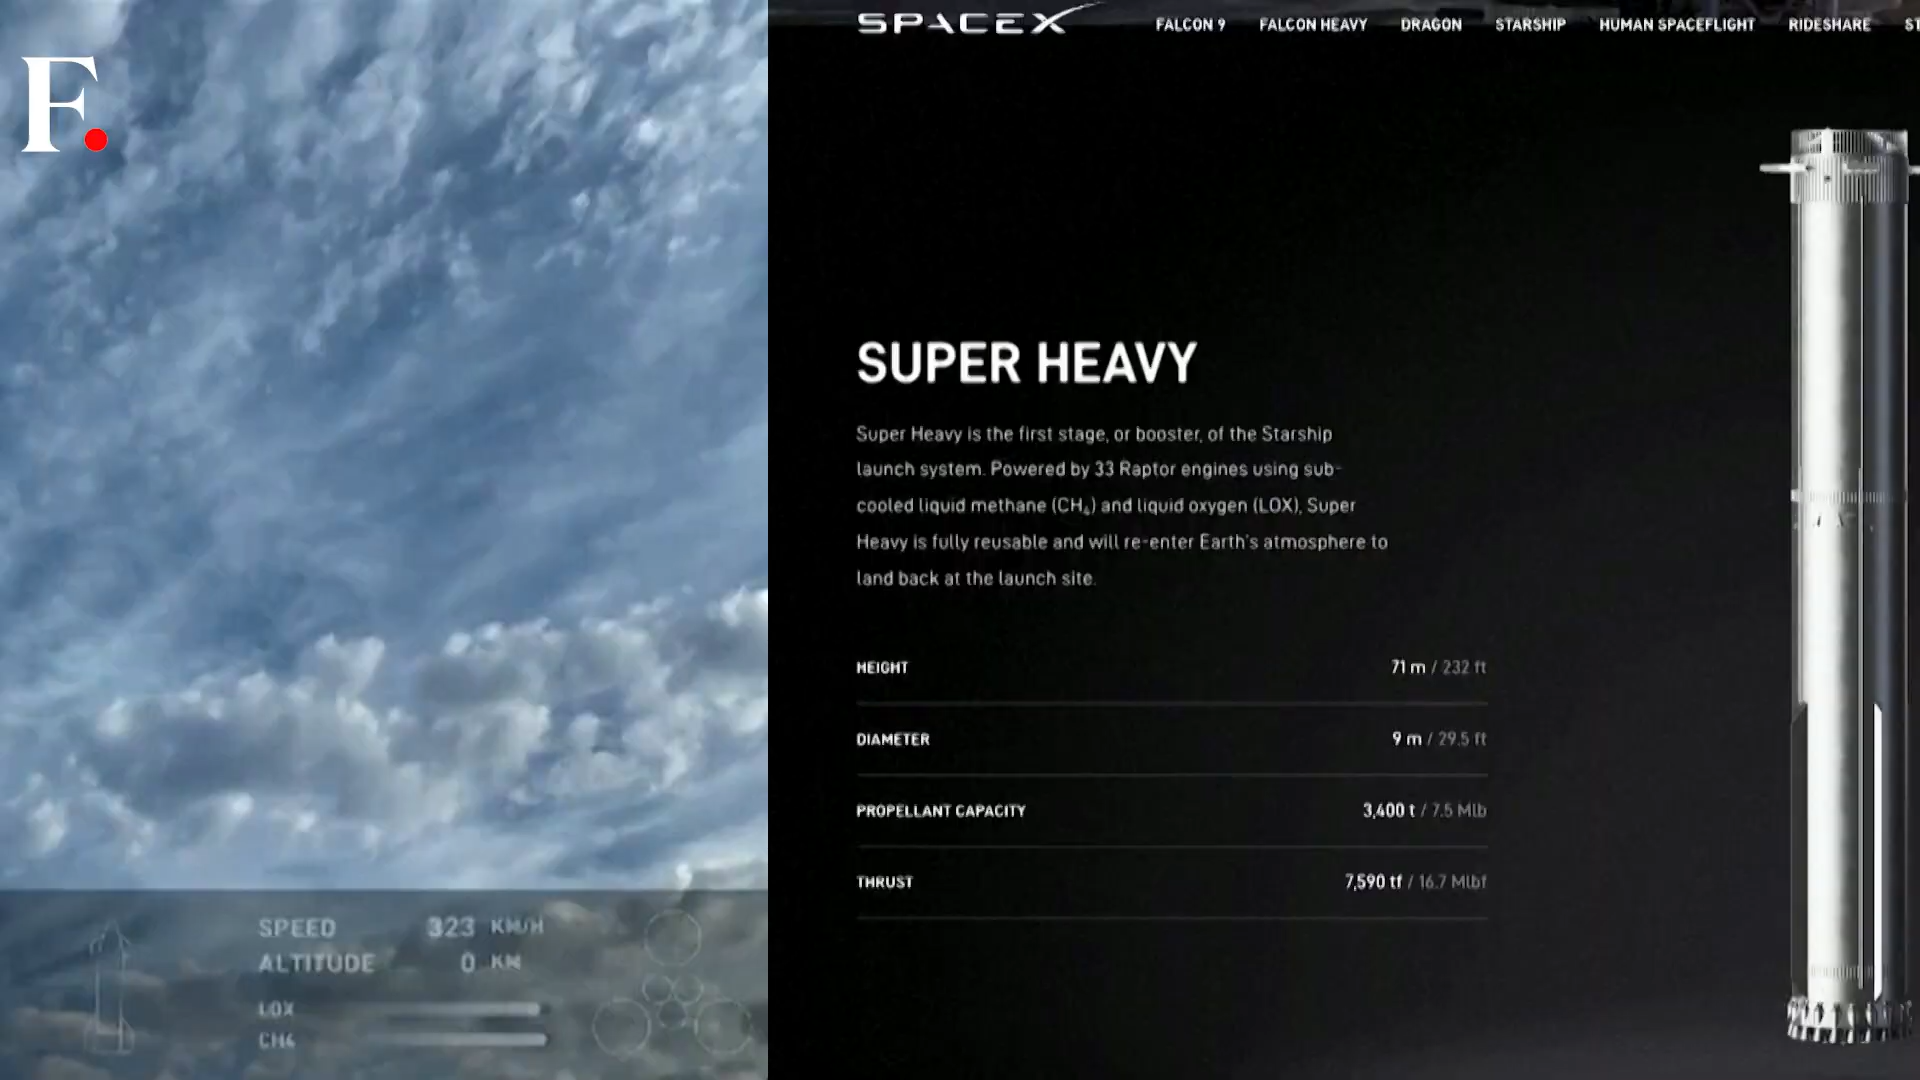 F.
SPACEX
FALCON 9 FALCON HEAVY DRAGON STARSHIP HUMAN SPACEFLIGHT RIDESHARE ST
SUPER HEAVY
Super Heavy is the first stage, or booster, of the Starship
launch system. Powered by 33 Raptor engines using sub-
cooled liquid methane (CH₄) and liquid oxygen (LOX), Super
Heavy is fully reusable and will re-enter Earth's atmosphere to
land back at the launch site.
HEIGHT 71 m / 232 ft
DIAMETER 9 m / 29.5 ft
PROPELLANT CAPACITY 3,400 t / 7.5 Mlb
THRUST 7,590 tf / 16.7 Mlbf
SPEED 323 KM/H
ALTITUDE 0 KM
LOX
CH4